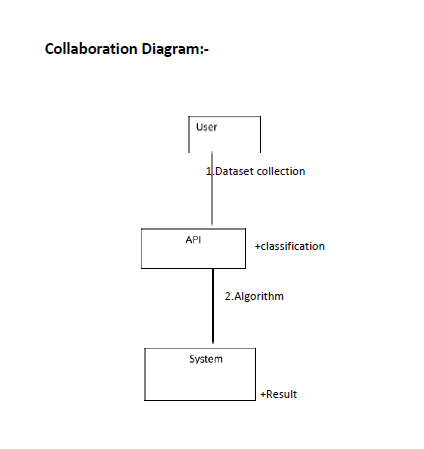 Collaboration Diagram:-
User
1.Dataset collection
API
+classification
2.Algorithm
System
+Result